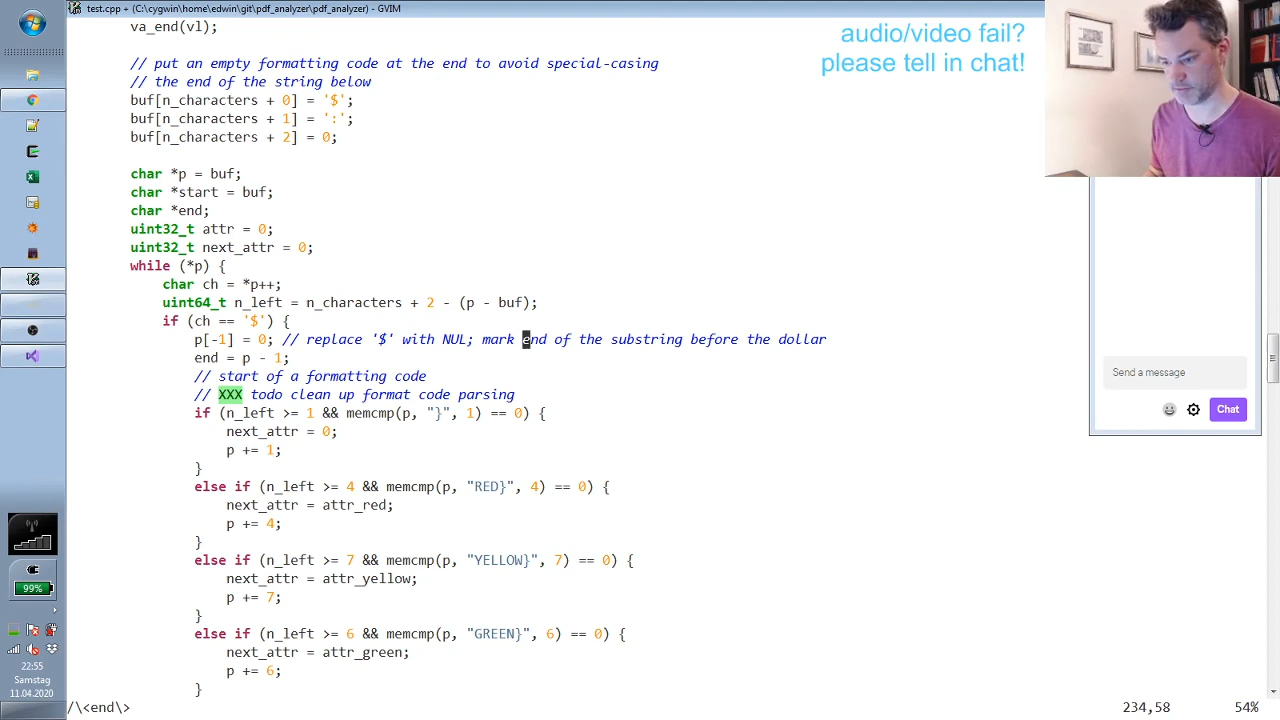 test.cpp + (C:\cygwin\home\edwin\git\pdf_analyzer\pdf_analyzer) - GVIM
va_end(vl);
// put an empty formatting code at the end to avoid special-casing
// the end of the string below
buf[n_characters + 0] = '$';
buf[n_characters + 1] = ':';
buf[n_characters + 2] = 0;
char *p = buf;
char *start = buf;
char *end;
uint32_t attr = 0;
uint32_t next_attr = 0;
while (*p) {
char ch = *p++;
uint64_t n_left = n_characters + 2 - (p - buf);
if (ch == '$') {
p[-1] = 0; // replace '$' with NUL; mark end of the substring before the dollar
end = p - 1;
// start of a formatting code
// XXX todo clean up format code parsing
if (n_left >= 1 && memcmp(p, "}", 1) == 0) {
next_attr = 0;
p += 1;
}
else if (n_left >= 4 && memcmp(p, "RED}", 4) == 0) {
next_attr = attr_red;
p += 4;
}
else if (n_left >= 7 && memcmp(p, "YELLOW}", 7) == 0) {
next_attr = attr_yellow;
p += 7;
}
else if (n_left >= 6 && memcmp(p, "GREEN}", 6) == 0) {
next_attr = attr_green;
p += 6;
}
/\<end\>
234,58
54%
audio/video fail?
please tell in chat!
Send a message
Chat
99%
22:55
Samstag
11.04.2020